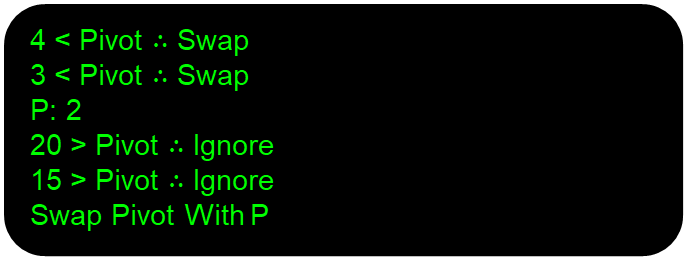 4 < Pivot ∴ Swap
3 < Pivot ∴ Swap
P: 2
20 > Pivot ∴ Ignore
15 > Pivot ∴ Ignore
Swap Pivot With P